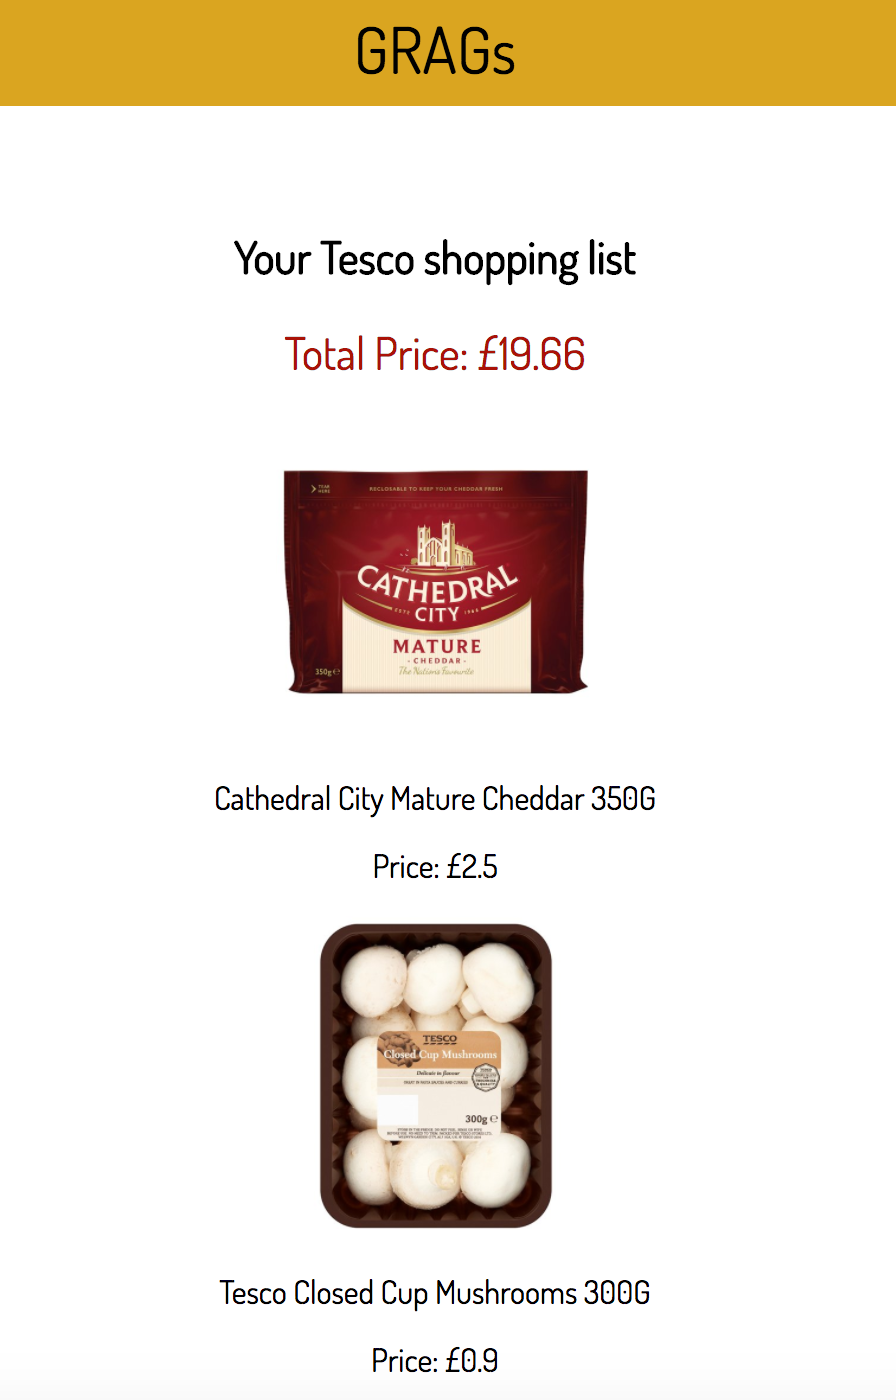 GRAGs
Your Tesco shopping list
Total Price: £19.66
TEAR
HERE
RECLOSABLE TO KEEP YOUR CHEDDAR FRESH
CATHEDRAL
ESTD 1966
CITY
MATURE
- CHEDDAR -
The Nation's Favourite
350g e
Cathedral City Mature Cheddar 350G
Price: £2.5
TESCO
Closed Cup Mushrooms
Delicate in flavour
300g e
Tesco Closed Cup Mushrooms 300G
Price: £0.9